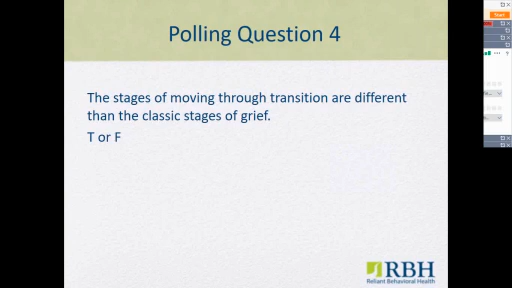 Polling Question 4
The stages of moving through transition are different
than the classic stages of grief.
T or F
RBH
Reliant Behavioral Health
Start